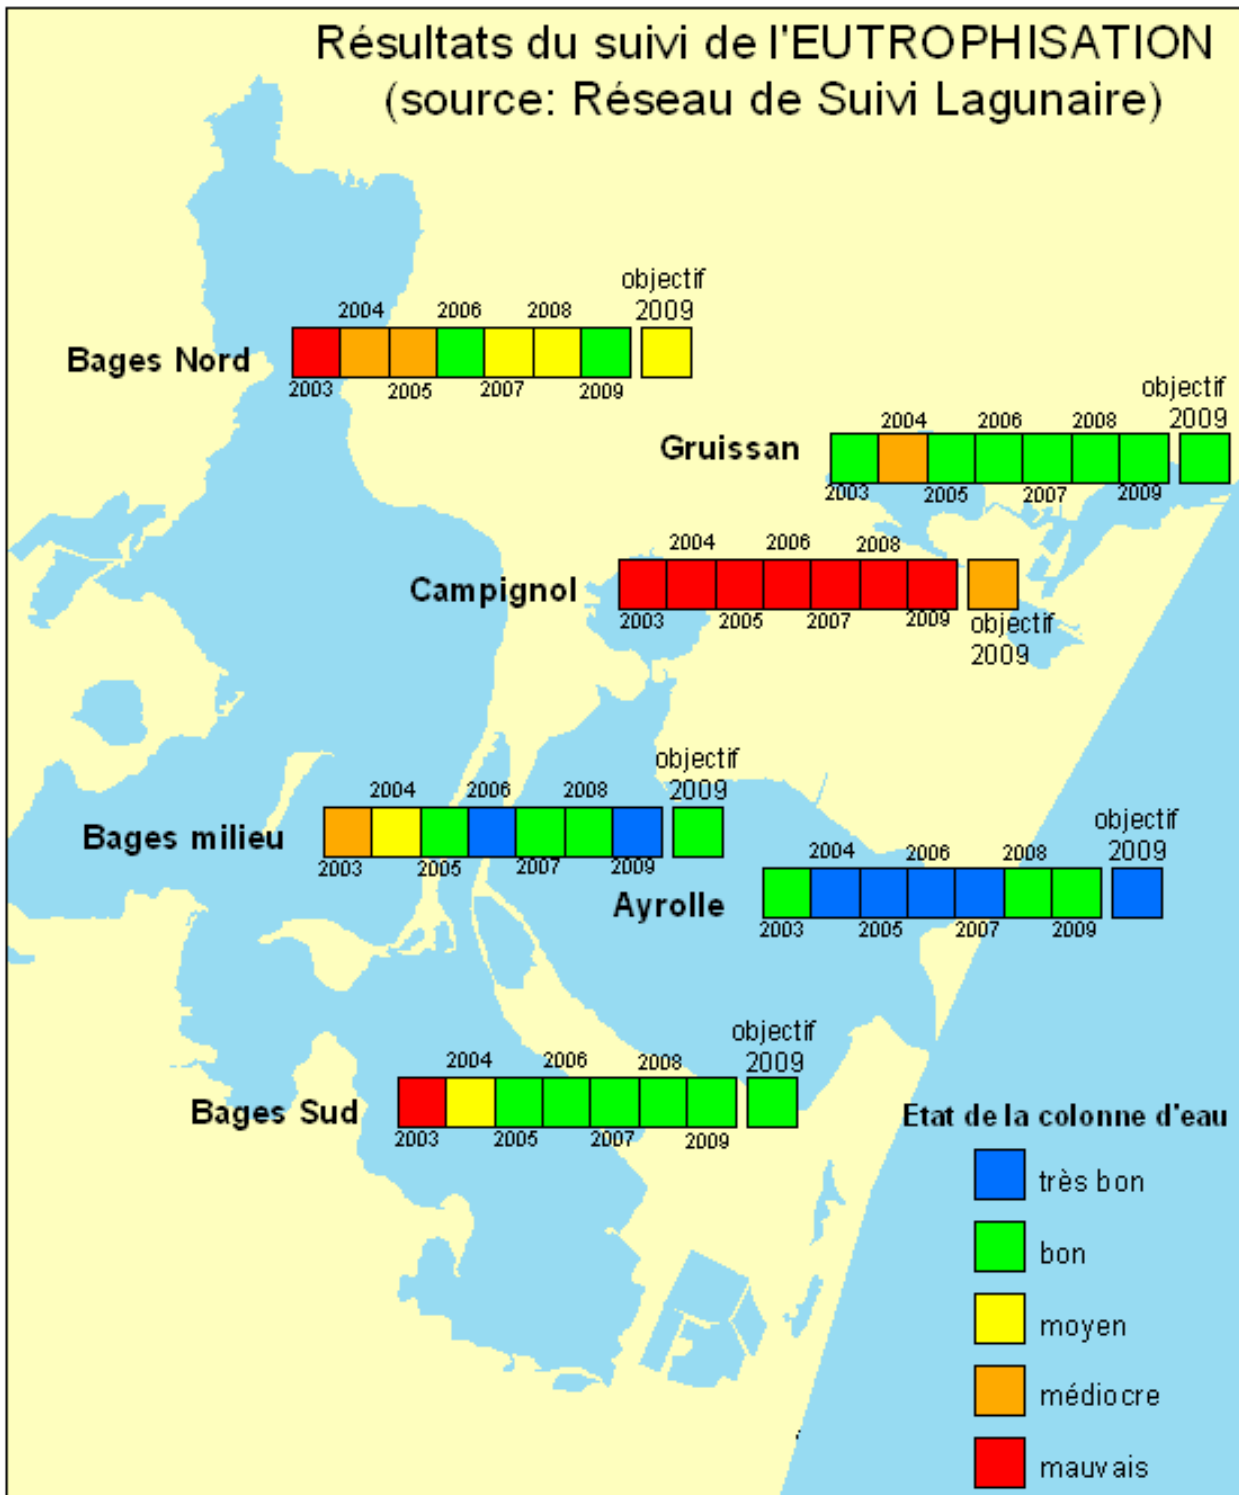 Résultats du suivi de l'EUTROPHISATION
(source: Réseau de Suivi Lagunaire)
objectif
2004 2006 2008 2009
Bages Nord
2003 2005 2007 2009
objectif
2004 2006 2008 2009
Gruissan
2003 2005 2007 2009
2004 2006 2008
Campignol
2003 2005 2007 2009
objectif
2009
objectif
2004 2006 2008 2009
Bages milieu
2003 2005 2007 2009
objectif
2004 2006 2008 2009
Ayrolle
2003 2005 2007 2009
objectif
2004 2006 2008 2009
Bages Sud
2003 2005 2007 2009
Etat de la colonne d'eau
très bon
bon
moyen
médiocre
mauvais